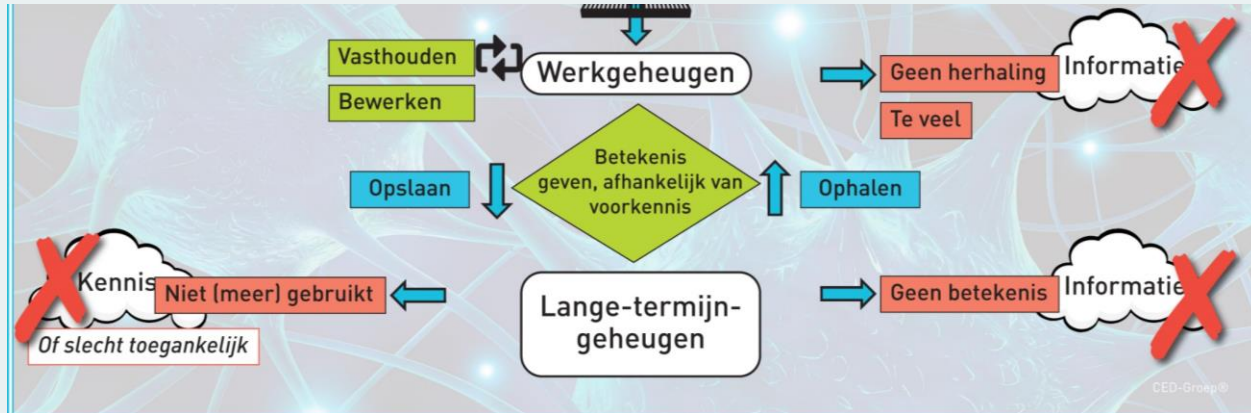 Vasthouden
Bewerken
Werkgeheugen
Geen herhaling
Te veel
Informatie
Opslaan
Betekenis
geven, afhankelijk van
voorkennis
Ophalen
Kennis
Niet (meer) gebruikt
Of slecht toegankelijk
Lange-termijn-
geheugen
Geen betekenis
Informatie
CED-Groep®